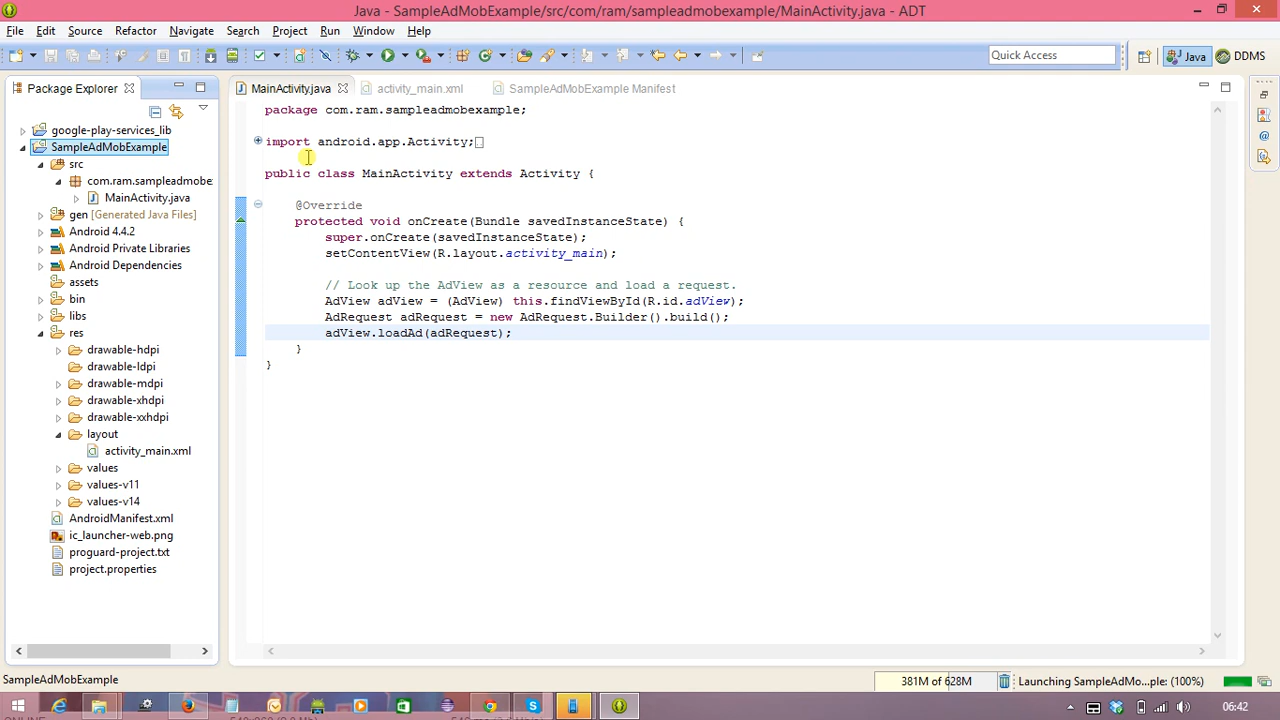 Java - SampleAdMobExample/src/com/ram/sampleadmobexample/MainActivity.java - ADT
File Edit Source Refactor Navigate Search Project Run Window Help
Quick Access Java DDMS
Package Explorer MainActivity.java activity_main.xml SampleAdMobExample Manifest
google-play-services_lib
SampleAdMobExample
src
com.ram.sampleadmobe
MainActivity.java
gen [Generated Java Files]
Android 4.4.2
Android Private Libraries
Android Dependencies
assets
bin
libs
res
drawable-hdpi
drawable-ldpi
drawable-mdpi
drawable-xhdpi
drawable-xxhdpi
layout
activity_main.xml
values
values-v11
values-v14
AndroidManifest.xml
ic_launcher-web.png
proguard-project.txt
project.properties
package com.ram.sampleadmobexample;
import android.app.Activity;
public class MainActivity extends Activity {
@Override
protected void onCreate(Bundle savedInstanceState) {
super.onCreate(savedInstanceState);
setContentView(R.layout.activity_main);
// Look up the AdView as a resource and load a request.
AdView adView = (AdView) this.findViewById(R.id.adView);
AdRequest adRequest = new AdRequest.Builder().build();
adView.loadAd(adRequest);
}
}
SampleAdMobExample 381M of 628M Launching SampleAdMo...ple: (100%)
06:42